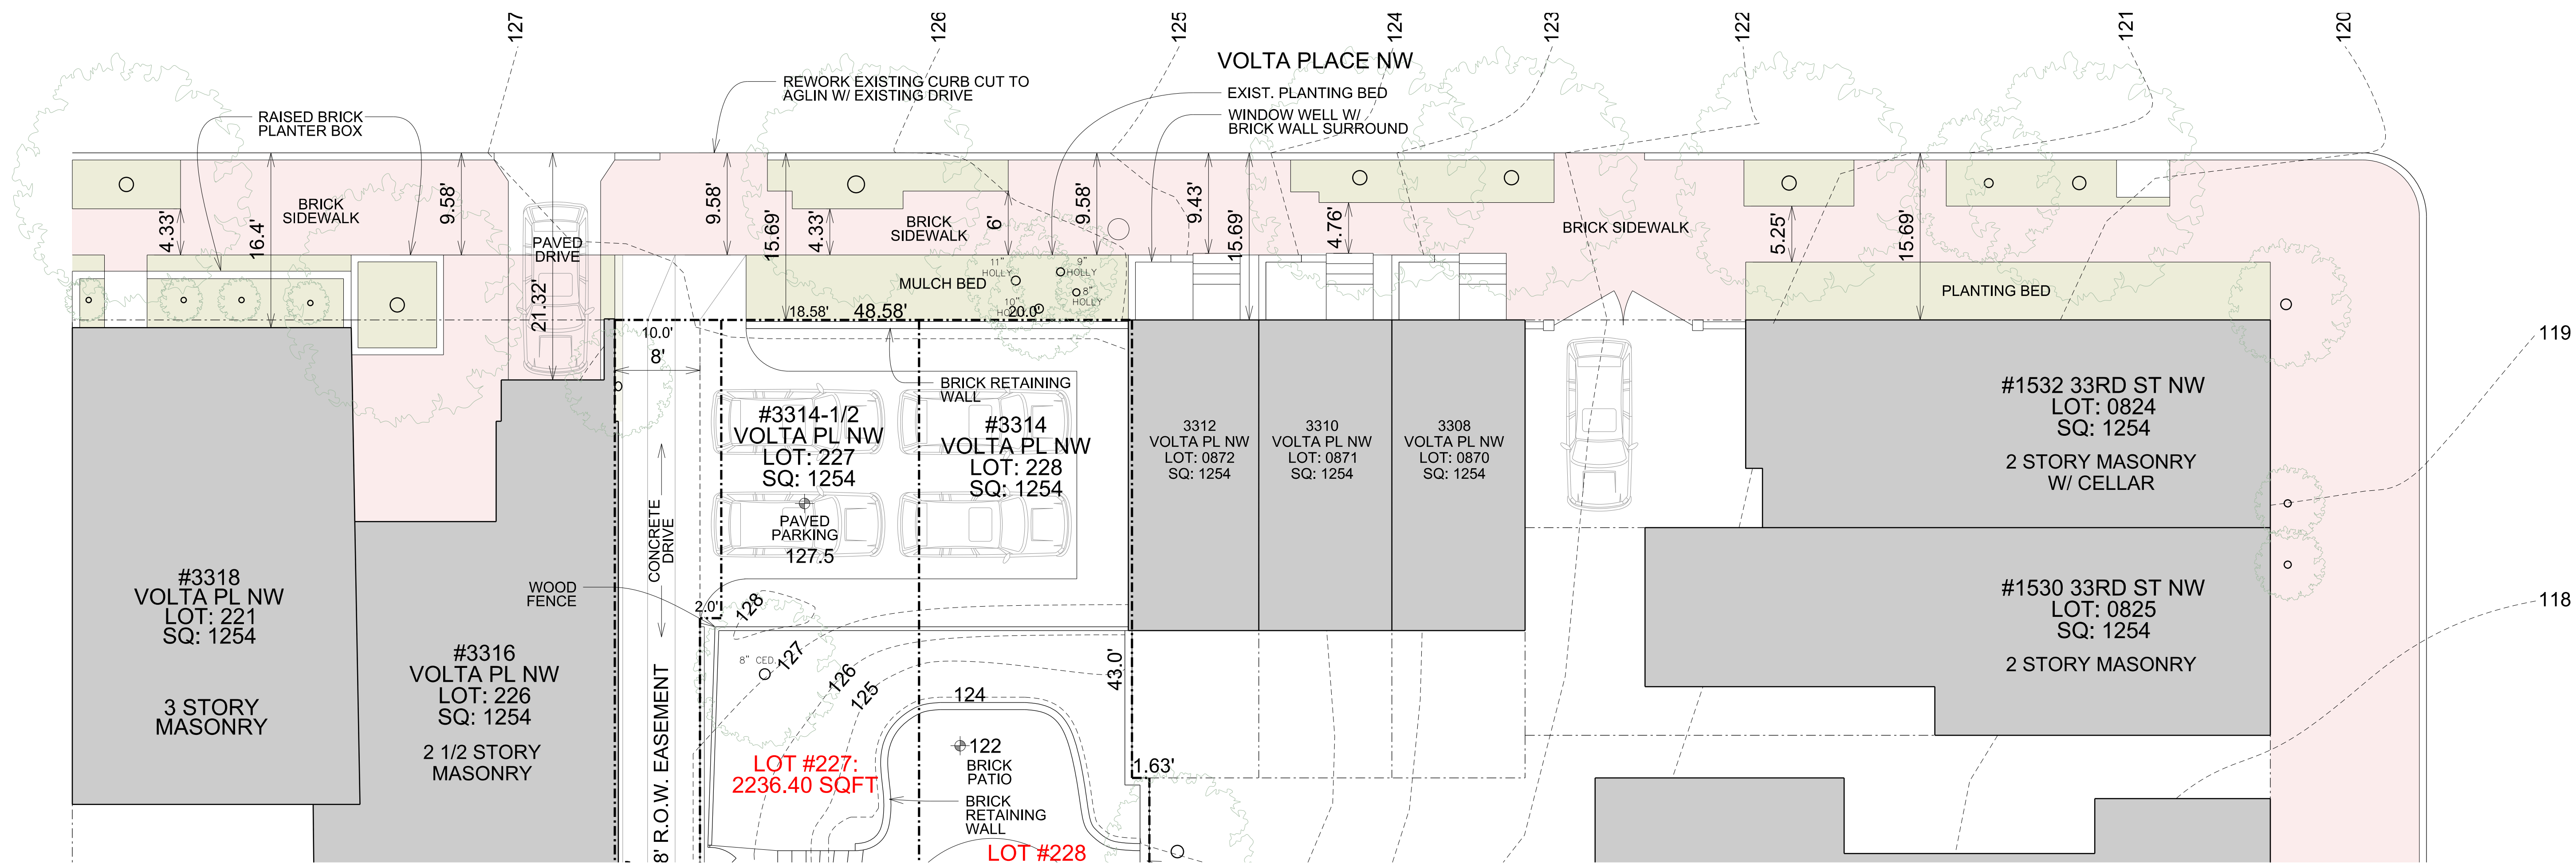 127
126
125
124
123
122
121
120
VOLTA PLACE NW
REWORK EXISTING CURB CUT TO
AGLIN W/ EXISTING DRIVE
EXIST. PLANTING BED
WINDOW WELL W/
BRICK WALL SURROUND
RAISED BRICK
PLANTER BOX
BRICK
SIDEWALK
4.33'
16.4'
9.58'
PAVED
DRIVE
21.32'
9.58'
15.69'
4.33'
BRICK
SIDEWALK
6'
9.58'
9.43'
15.69'
4.76'
BRICK SIDEWALK
5.25'
15.69'
MULCH BED
11"
HOLLY
9"
HOLLY
8"
HOLLY
10"
HOLLY
PLANTING BED
18.58'
48.58'
20.0'
10.0'
8'
BRICK RETAINING
WALL
#3314-1/2
VOLTA PL NW
LOT: 227
SQ: 1254
#3314
VOLTA PL NW
LOT: 228
SQ: 1254
PAVED
PARKING
127.5
3312
VOLTA PL NW
LOT: 0872
SQ: 1254
3310
VOLTA PL NW
LOT: 0871
SQ: 1254
3308
VOLTA PL NW
LOT: 0870
SQ: 1254
#1532 33RD ST NW
LOT: 0824
SQ: 1254
2 STORY MASONRY
W/ CELLAR
119
CONCRETE
DRIVE
WOOD
FENCE
2.0'
128
#3318
VOLTA PL NW
LOT: 221
SQ: 1254
3 STORY
MASONRY
#3316
VOLTA PL NW
LOT: 226
SQ: 1254
2 1/2 STORY
MASONRY
8' R.O.W. EASEMENT
8" CED.
127
126
125
124
43.0'
#1530 33RD ST NW
LOT: 0825
SQ: 1254
2 STORY MASONRY
118
LOT #227:
2236.40 SQFT
122
BRICK
PATIO
1.63'
BRICK
RETAINING
WALL
LOT #228